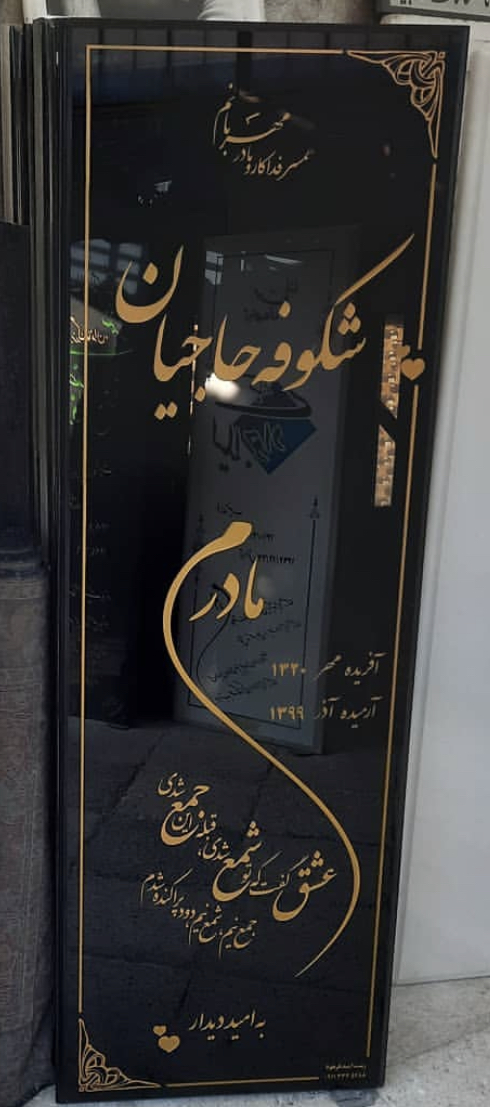 همسر فداکار و مادر مهربانم
شکوفه حاجیان
مادرم
آفریده مهر ۱۳۲۰
آرمیده آذر ۱۳۹۹
عشق گفت که تو شمع شدی، قبله این جمع شدی
جمع نیم، شمع نیم، دود پراکنده شدم
به امید دیدار